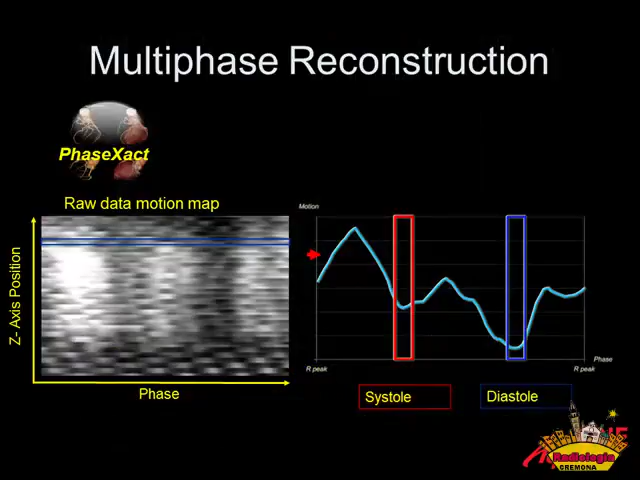 Multiphase Reconstruction
PhaseXact
Raw data motion map
Z- Axis Position
Phase
Motion
Phase
R peak
R peak
Systole
Diastole
Radiologia
CREMONA